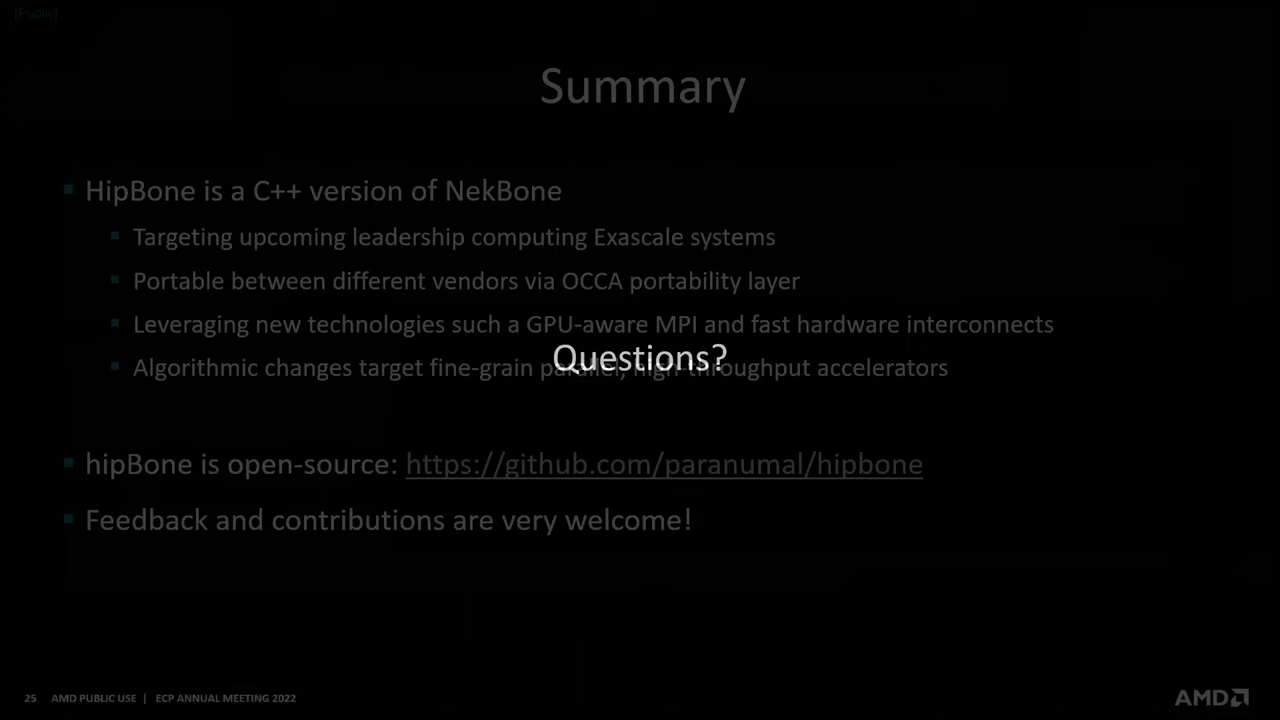 [Public]
Summary
HipBone is a C++ version of NekBone
Targeting upcoming leadership computing Exascale systems
Portable between different vendors via OCCA portability layer
Leveraging new technologies such a GPU-aware MPI and fast hardware interconnects
Questions?
Algorithmic changes target fine-grain parallel, high-throughput accelerators
hipBone is open-source: https://github.com/paranumal/hipbone
Feedback and contributions are very welcome!
25 AMD PUBLIC USE | ECP ANNUAL MEETING 2022
AMD